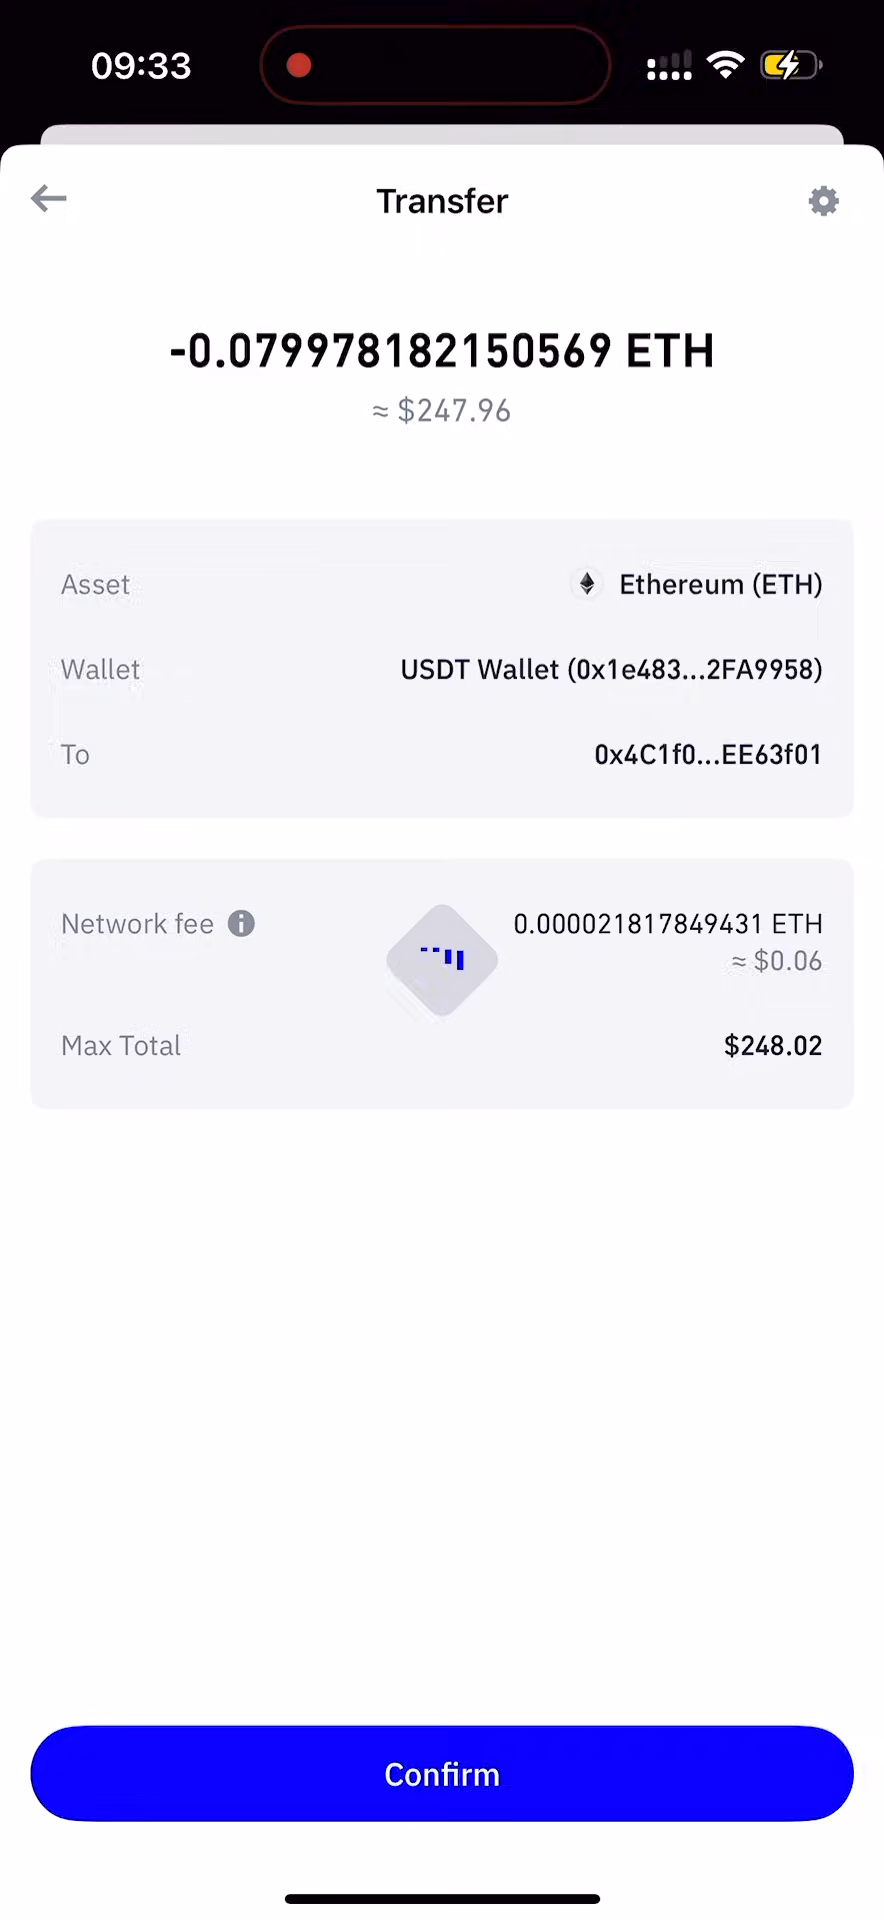 09:33
Transfer
-0.079978182150569 ETH
≈ $247.96
Asset Ethereum (ETH)
Wallet USDT Wallet (0x1e483...2FA9958)
To 0x4C1f0...EE63f01
Network fee 0.000021817849431 ETH
≈ $0.06
Max Total $248.02
Confirm